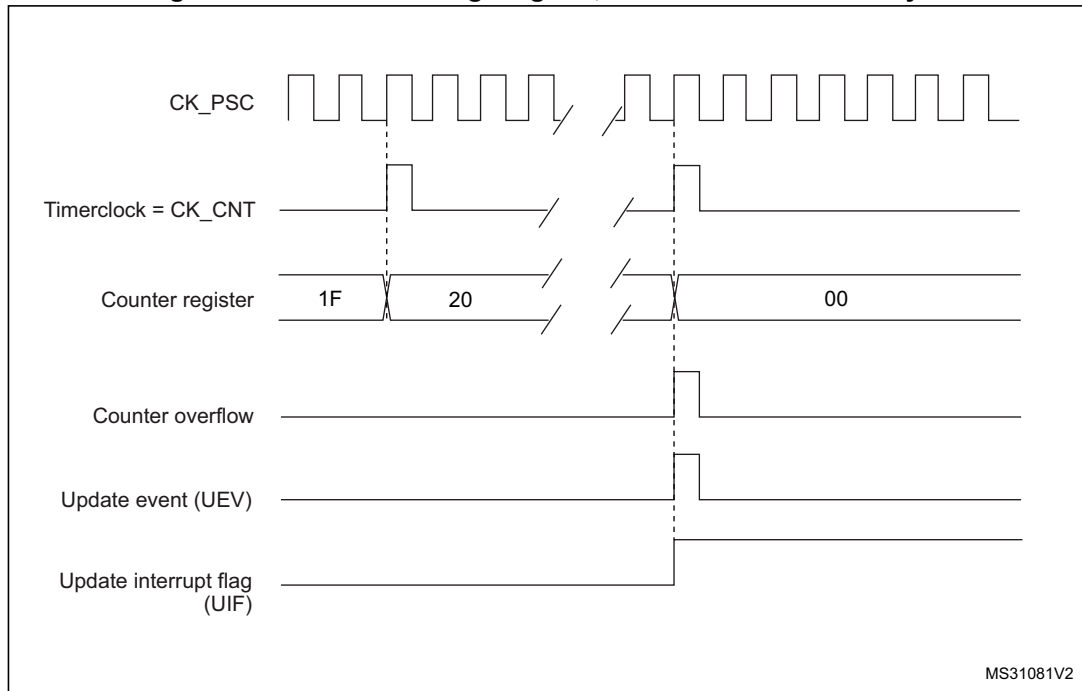 CK_PSC
Timerclock = CK_CNT
Counter register
1F
20
00
Counter overflow
Update event (UEV)
Update interrupt flag
(UIF)
MS31081V2